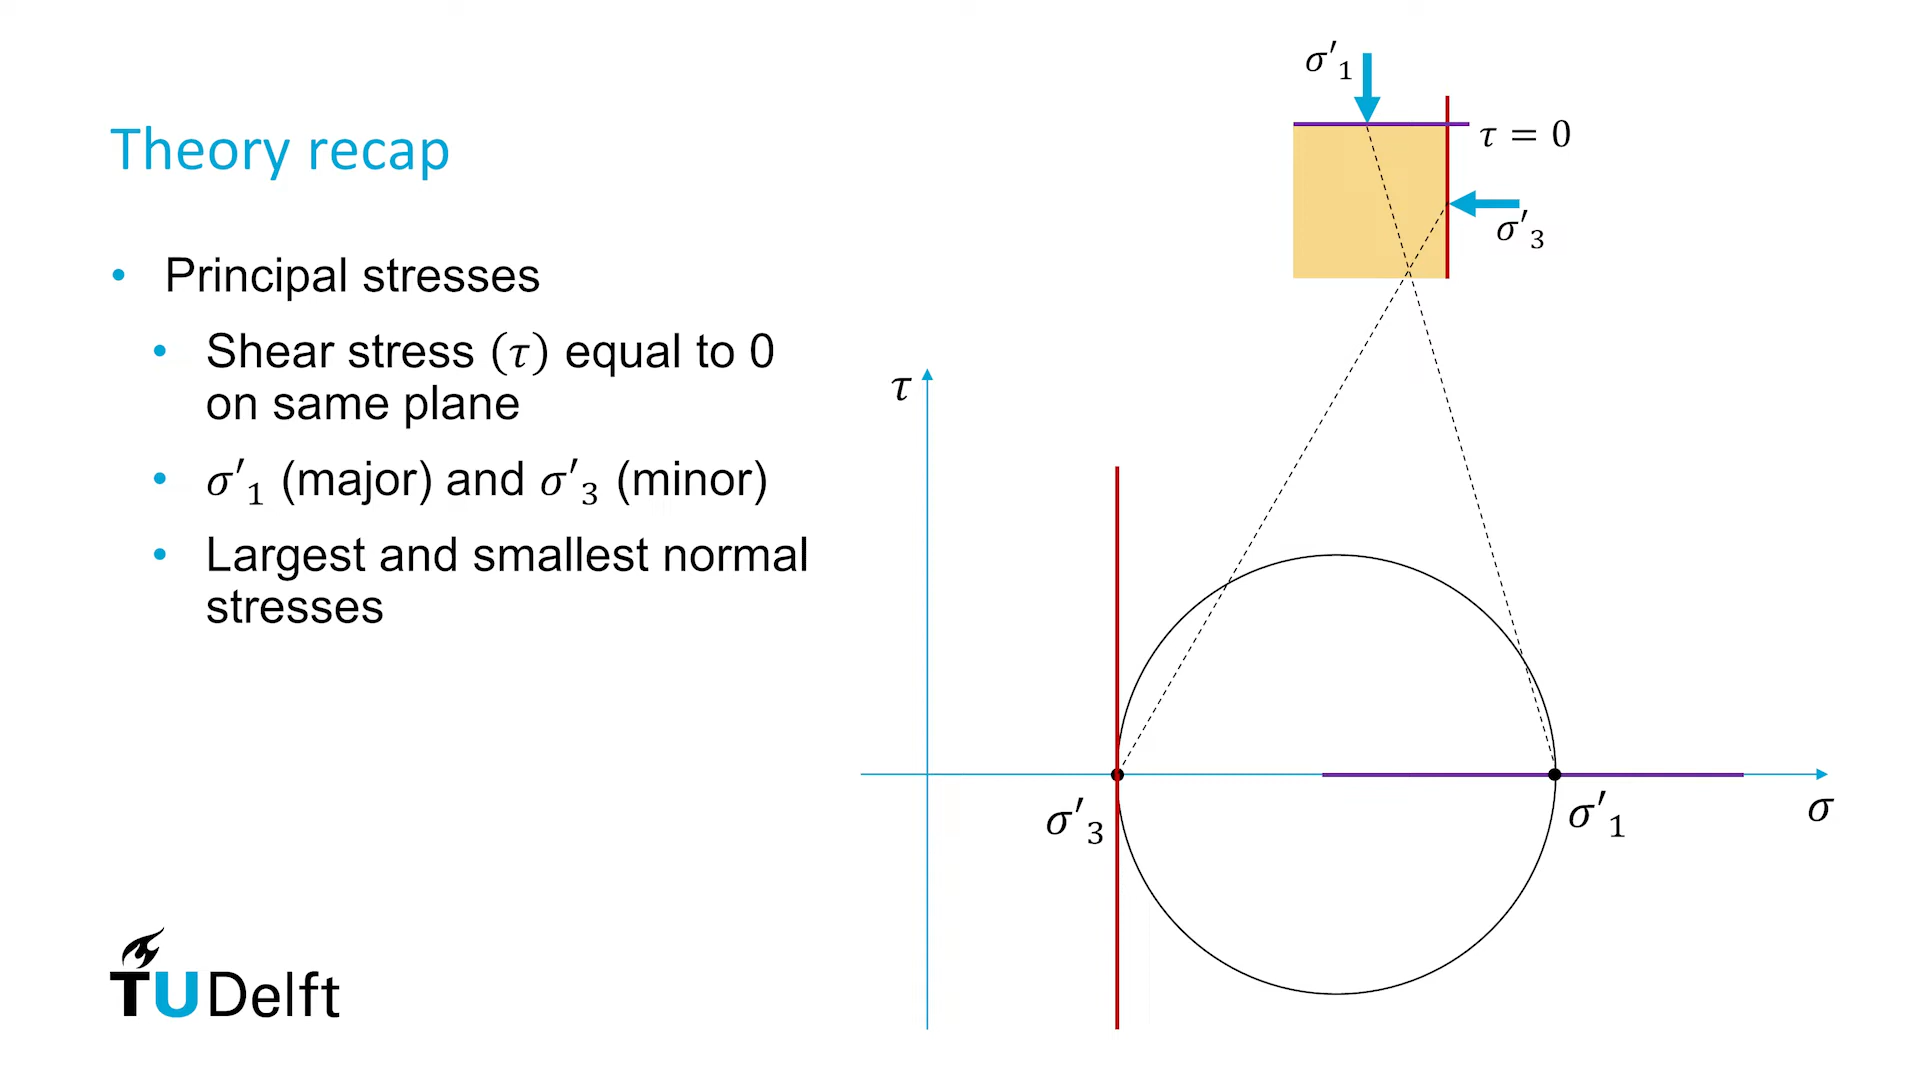 Theory recap
• Principal stresses
• Shear stress (τ) equal to 0
on same plane
• σ′₁ (major) and σ′₃ (minor)
• Largest and smallest normal
stresses
TUDelft
σ′₁
τ = 0
σ′₃
τ
σ′₃
σ′₁
σ